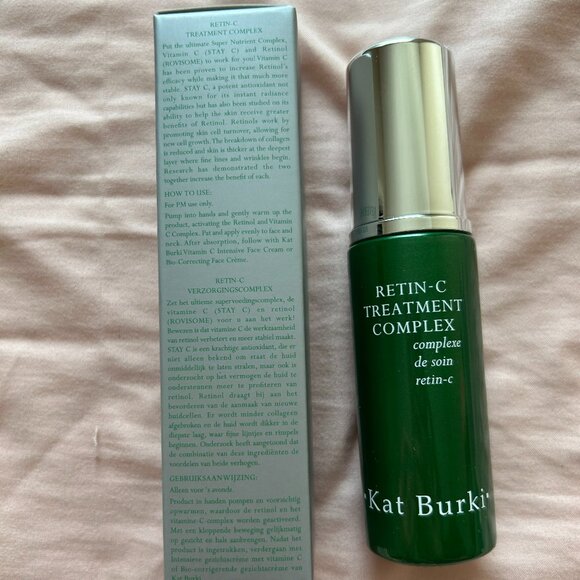 RETIN-C
TREATMENT COMPLEX
Put the ultimate Super Nutrient Complex,
Vitamin C (STAY C) and Retinol
(ROVISOME) to work for you! Vitamin C
has been proven to increase Retinol's
efficacy while making it that much more
stable. STAY C, a potent antioxidant not
only known for its instant radiance
capabilities but has also been studied on its
ability to help the skin receive greater
benefits of Retinol. Retinols work by
promoting skin cell turnover, allowing for
new cell growth. The breakdown of collagen
is reduced and skin is thicker at the deepest
layer where fine lines and wrinkles begin.
Research has demonstrated the two
together increase the benefit of each.
HOW TO USE:
For PM use only.
Pump into hands and gently warm up the
product, activating the Retinol and Vitamin
C Complex. Pat and apply evenly to face and
neck. After absorption, follow with Kat
Burki Vitamin C Intensive Face Cream or
Bio-Correcting Face Crème.
RETIN-C
VERZORGINGSCOMPLEX
Zet het ultieme supervoedingscomplex, de
vitamine C (STAY C) en retinol
(ROVISOME) voor u aan het werk!
Bewezen is dat vitamine C de werkzaamheid
van retinol verbetert en meer stabiel maakt.
STAY C is een krachtige antioxidant, die er
niet alleen bekend om staat de huid
onmiddellijk te laten stralen, maar ook is
onderzocht op het vermogen de huid te
ondersteunen meer te profiteren van
retinol. Retinol draagt bij aan het
bevorderen van de aanmaak van nieuwe
huidcellen. Er wordt minder collageen
afgebroken en de huid wordt dikker in de
diepste laag, waar fijne lijntjes en rimpels
beginnen. Onderzoek heeft aangetoond dat
de combinatie van deze ingrediënten de
voordelen van beide verhogen.
GEBRUIKSAANWIJZING:
Alleen voor 's avonds.
Product in handen pompen en voorzichtig
opwarmen, waardoor de retinol en het
vitamine-C-complex worden geactiveerd.
Met een kloppende beweging gelijkmatig
op gezicht en hals aanbrengen. Nadat het
product is ingetrokken, verdergaan met
Intensieve gezichtscrème met vitamine C
of Bio-corrigerende gezichtscrème van
Kat Burki.
RETIN-C
TREATMENT
COMPLEX
complexe
de soin
retin-c
·Kat Burki·